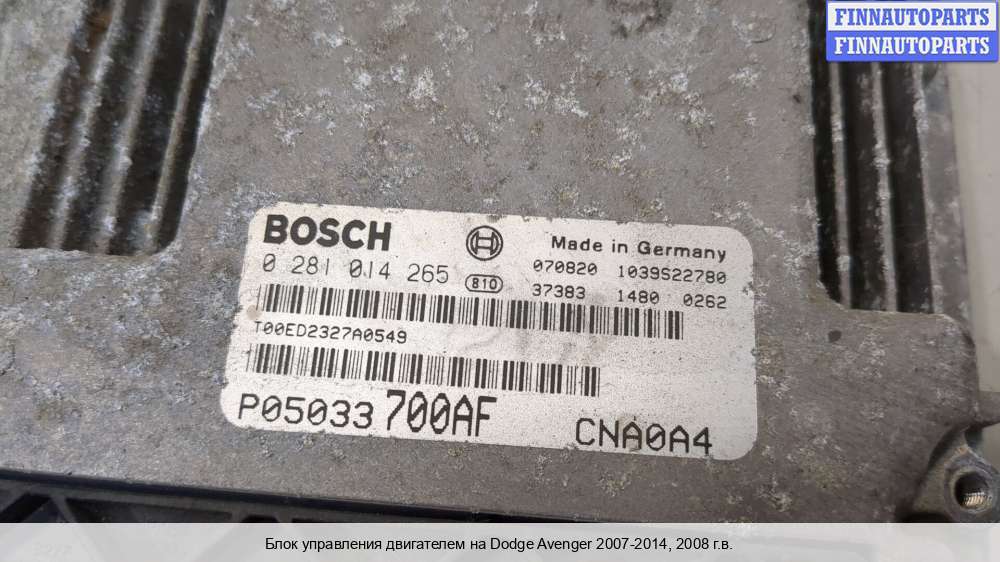 FINNAUTOPARTS
FINNAUTOPARTS
BOSCH Made in Germany
0 281 014 265 810 070820 1039S22780
37383 1480 0262
T00ED2327A0549
P05033 700AF CNA0A4
Блок управления двигателем на Dodge Avenger 2007-2014, 2008 г.в.